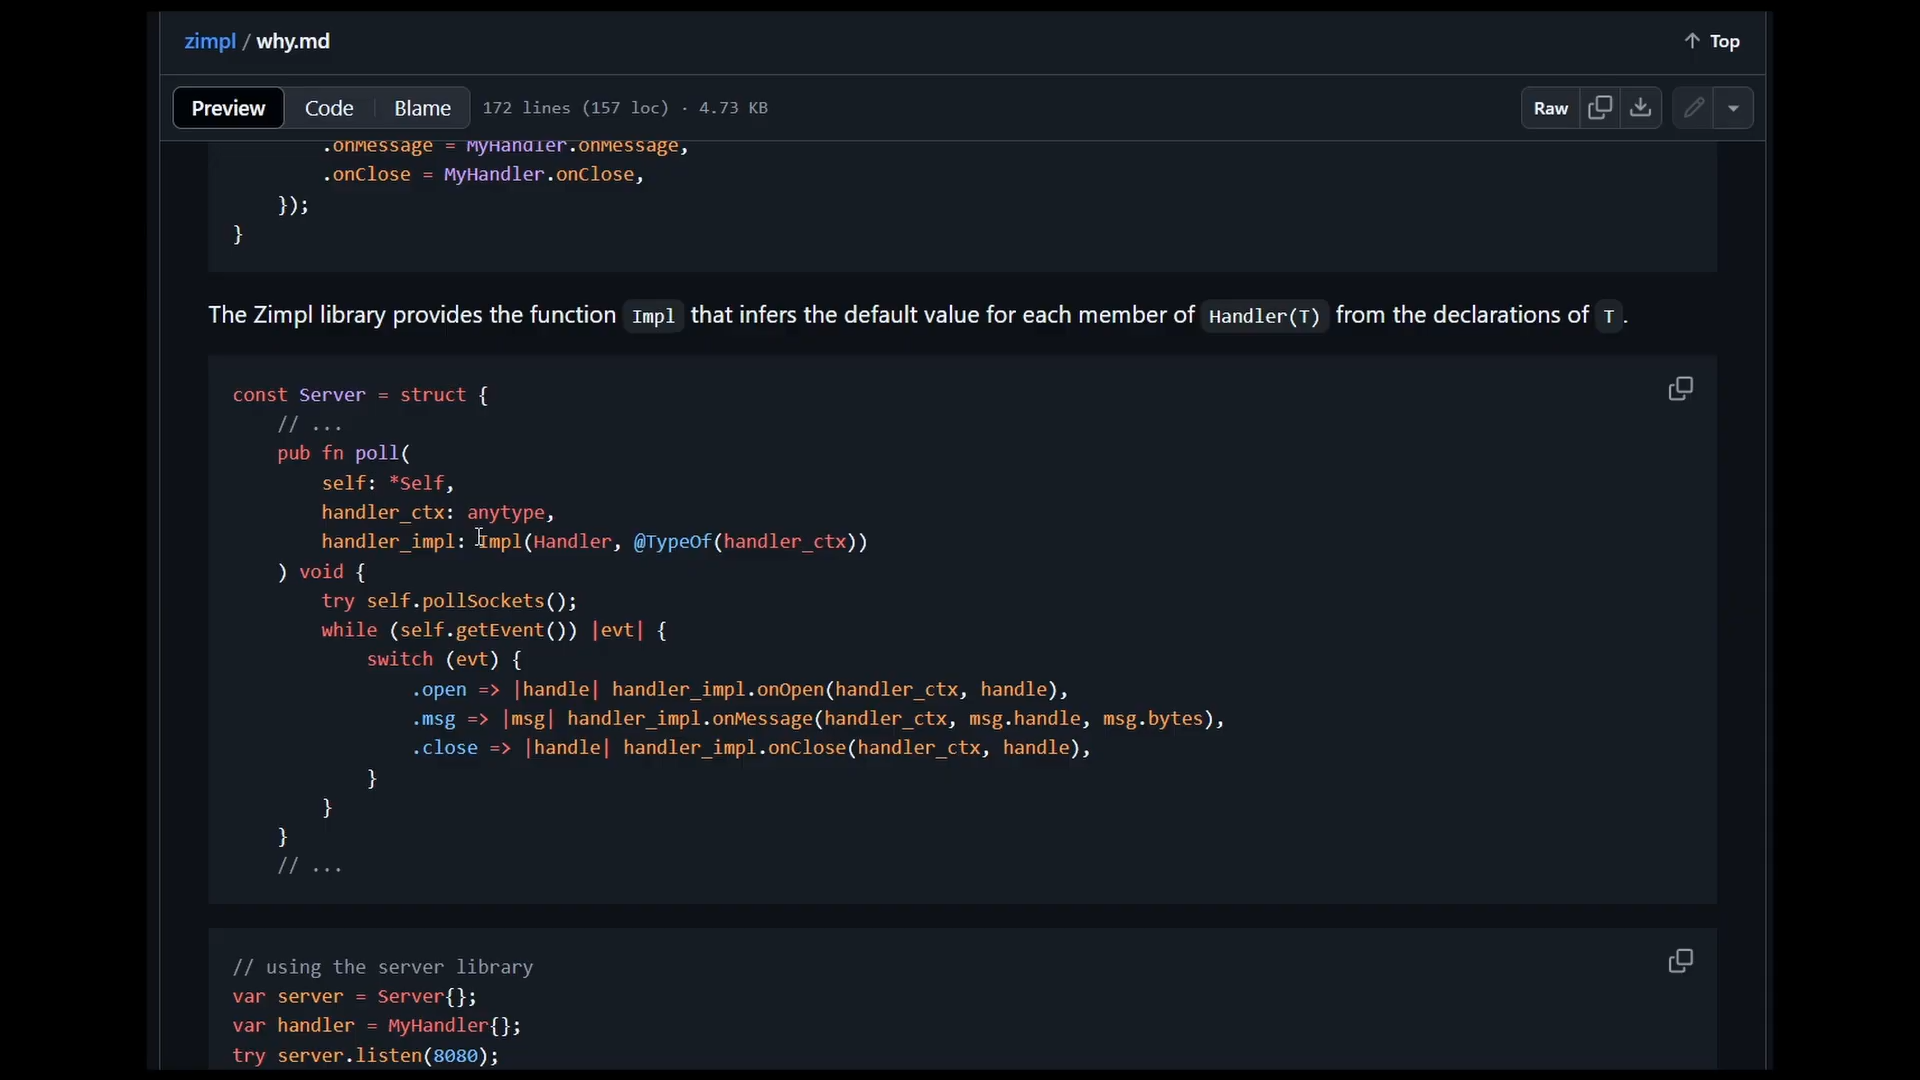 zimpl / why.md
Top
Preview Code Blame 172 lines (157 loc) · 4.73 KB
Raw
.onMessage = MyHandler.onMessage,
.onClose = MyHandler.onClose,
});
}
The Zimpl library provides the function Impl that infers the default value for each member of Handler(T) from the declarations of T.
const Server = struct {
// ...
pub fn poll(
self: *Self,
handler_ctx: anytype,
handler_impl: Impl(Handler, @TypeOf(handler_ctx))
) void {
try self.pollSockets();
while (self.getEvent()) |evt| {
switch (evt) {
.open => |handle| handler_impl.onOpen(handler_ctx, handle),
.msg => |msg| handler_impl.onMessage(handler_ctx, msg.handle, msg.bytes),
.close => |handle| handler_impl.onClose(handler_ctx, handle),
}
}
}
// ...
// using the server library
var server = Server{};
var handler = MyHandler{};
try server.listen(8080);